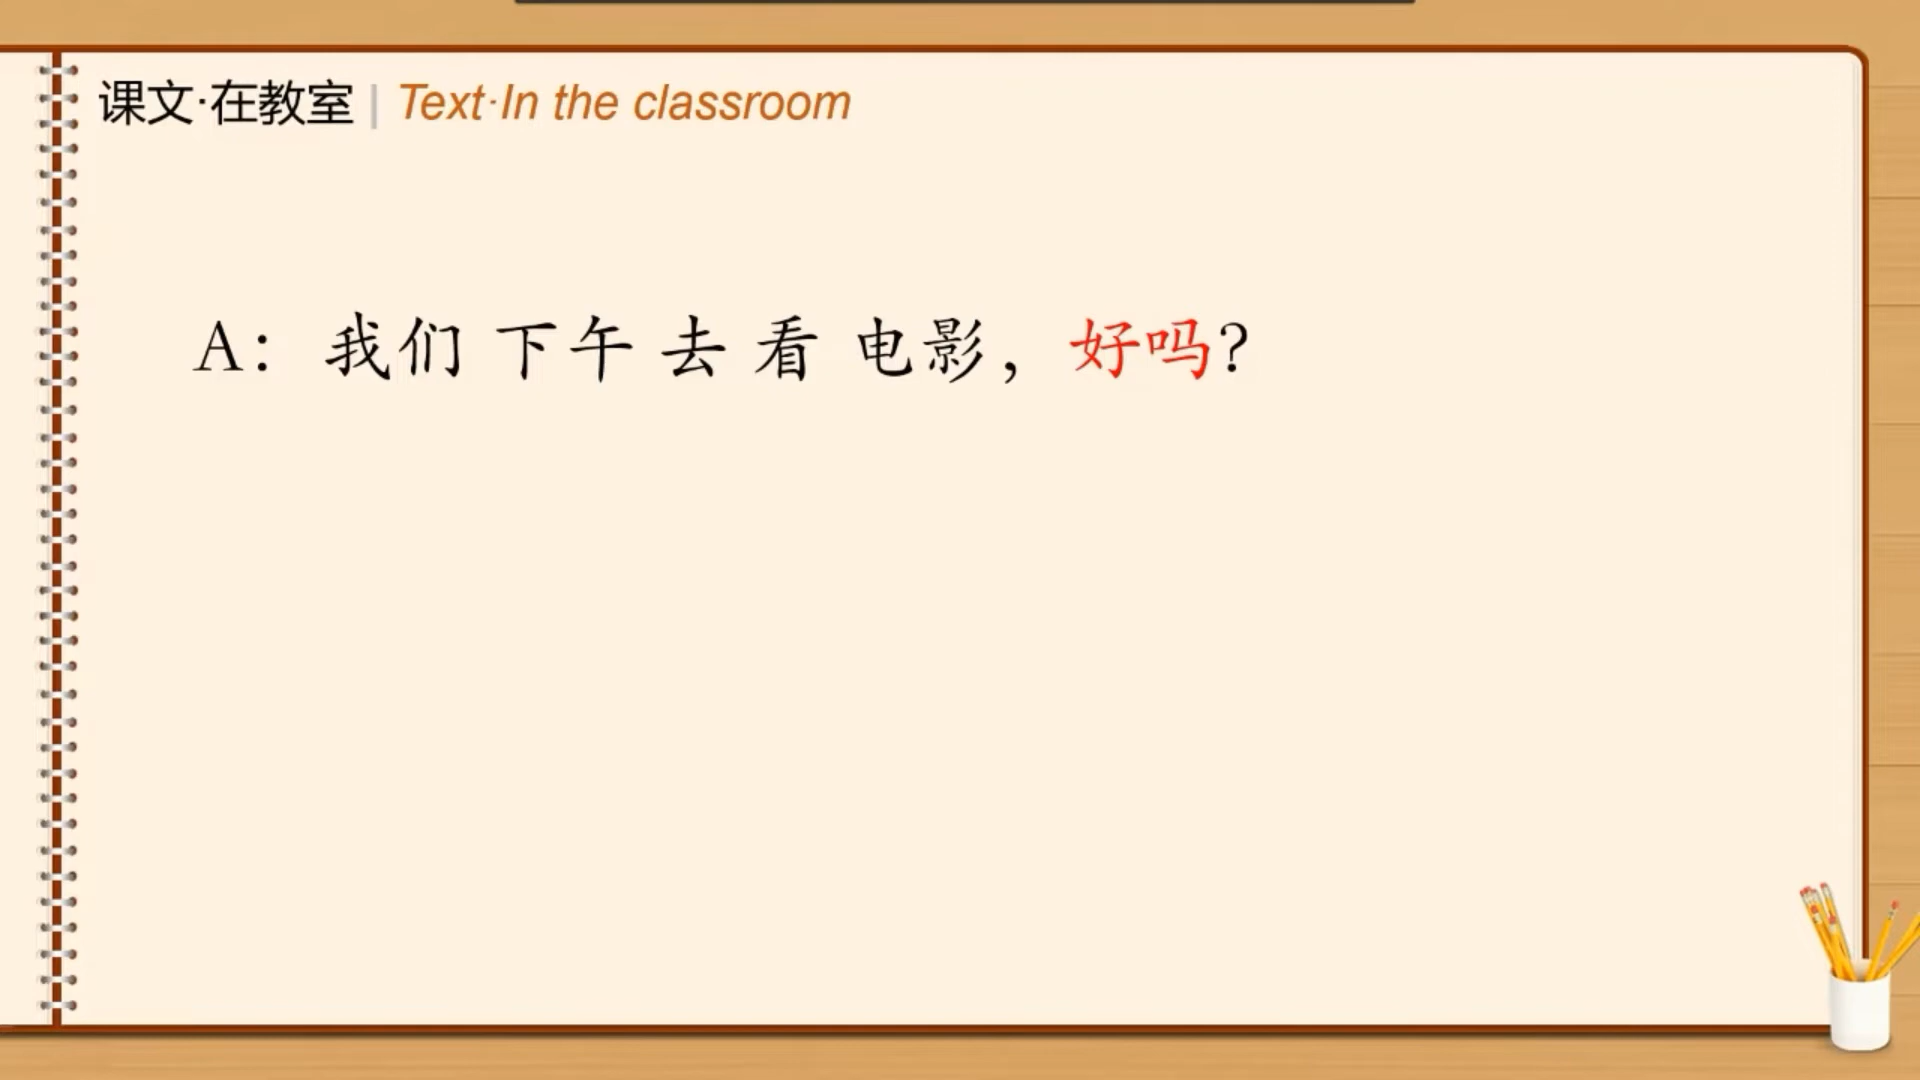 课文·在教室 | Text·In the classroom
A：我们 下午 去 看 电影，好吗？